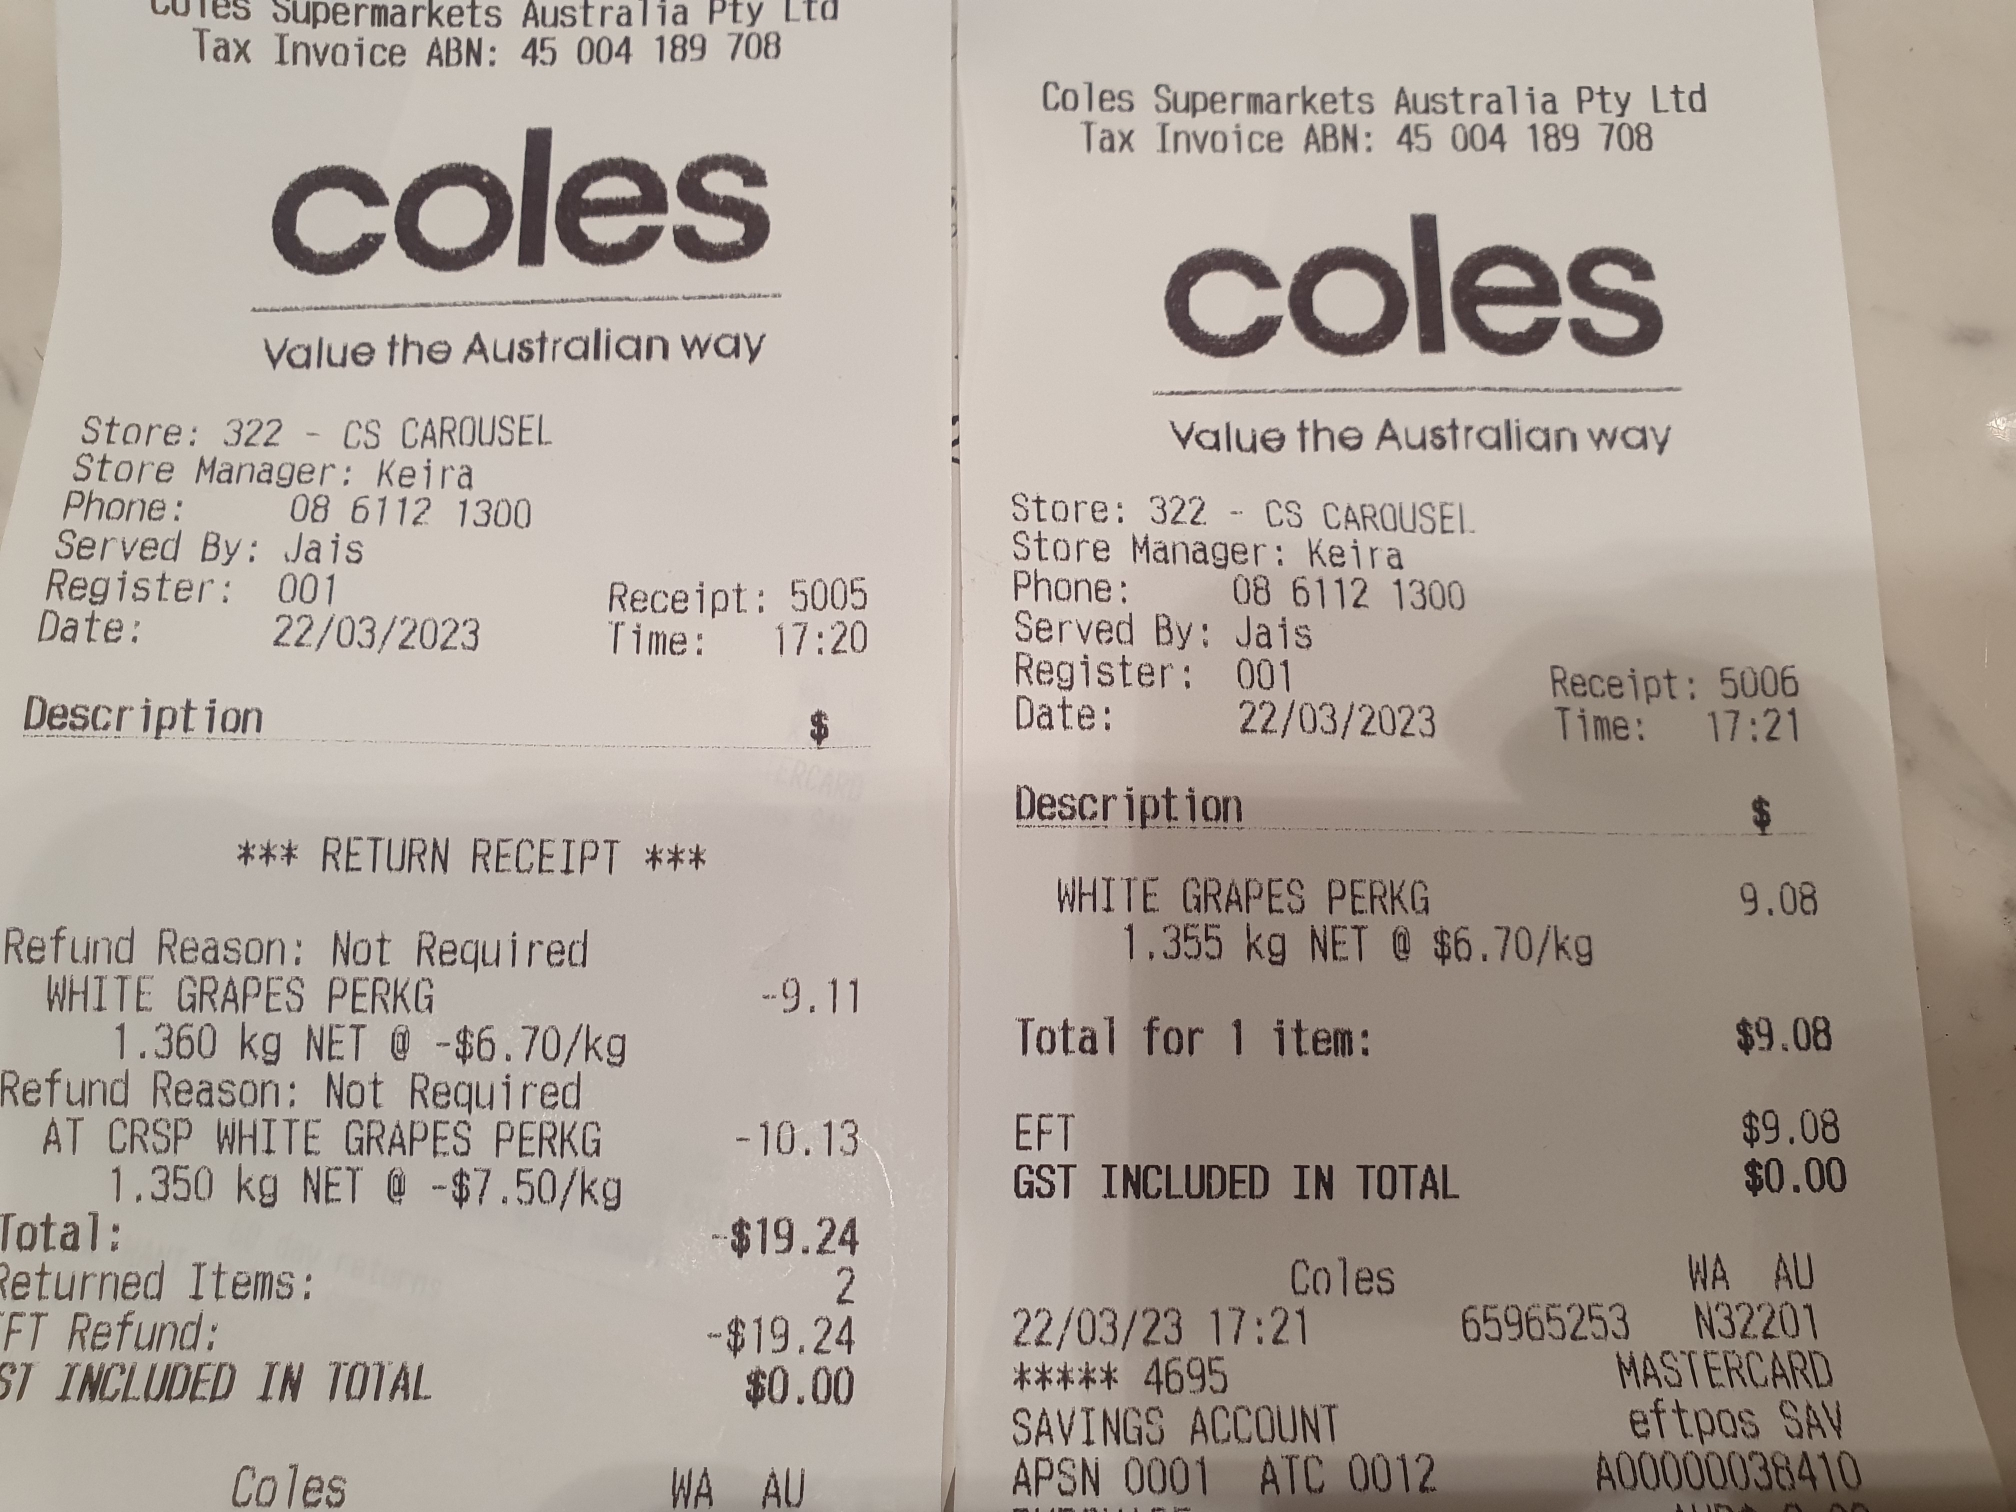 Coles Supermarkets Australia Pty Ltd
Tax Invoice ABN: 45 004 189 708
coles
Value the Australian way
Store: 322 - CS CAROUSEL
Store Manager: Keira
Phone: 08 6112 1300
Served By: Jais
Register: 001 Receipt: 5005
Date: 22/03/2023 Time: 17:20
Description $
*** RETURN RECEIPT ***
Refund Reason: Not Required
WHITE GRAPES PERKG -9.11
1.360 kg NET @ -$6.70/kg
Refund Reason: Not Required
AT CRSP WHITE GRAPES PERKG -10.13
1.350 kg NET @ -$7.50/kg
Total: -$19.24
Returned Items: 2
FT Refund: -$19.24
ST INCLUDED IN TOTAL $0.00
Coles WA AU
Coles Supermarkets Australia Pty Ltd
Tax Invoice ABN: 45 004 189 708
coles
Value the Australian way
Store: 322 - CS CAROUSEL
Store Manager: Keira
Phone: 08 6112 1300
Served By: Jais
Register: 001 Receipt: 5006
Date: 22/03/2023 Time: 17:21
Description $
WHITE GRAPES PERKG 9.08
1.355 kg NET @ $6.70/kg
Total for 1 item: $9.08
EFT $9.08
GST INCLUDED IN TOTAL $0.00
Coles WA AU
22/03/23 17:21 65965253 N32201
***** 4695 MASTERCARD
SAVINGS ACCOUNT eftpos SAV
APSN 0001 ATC 0012 A00000038410